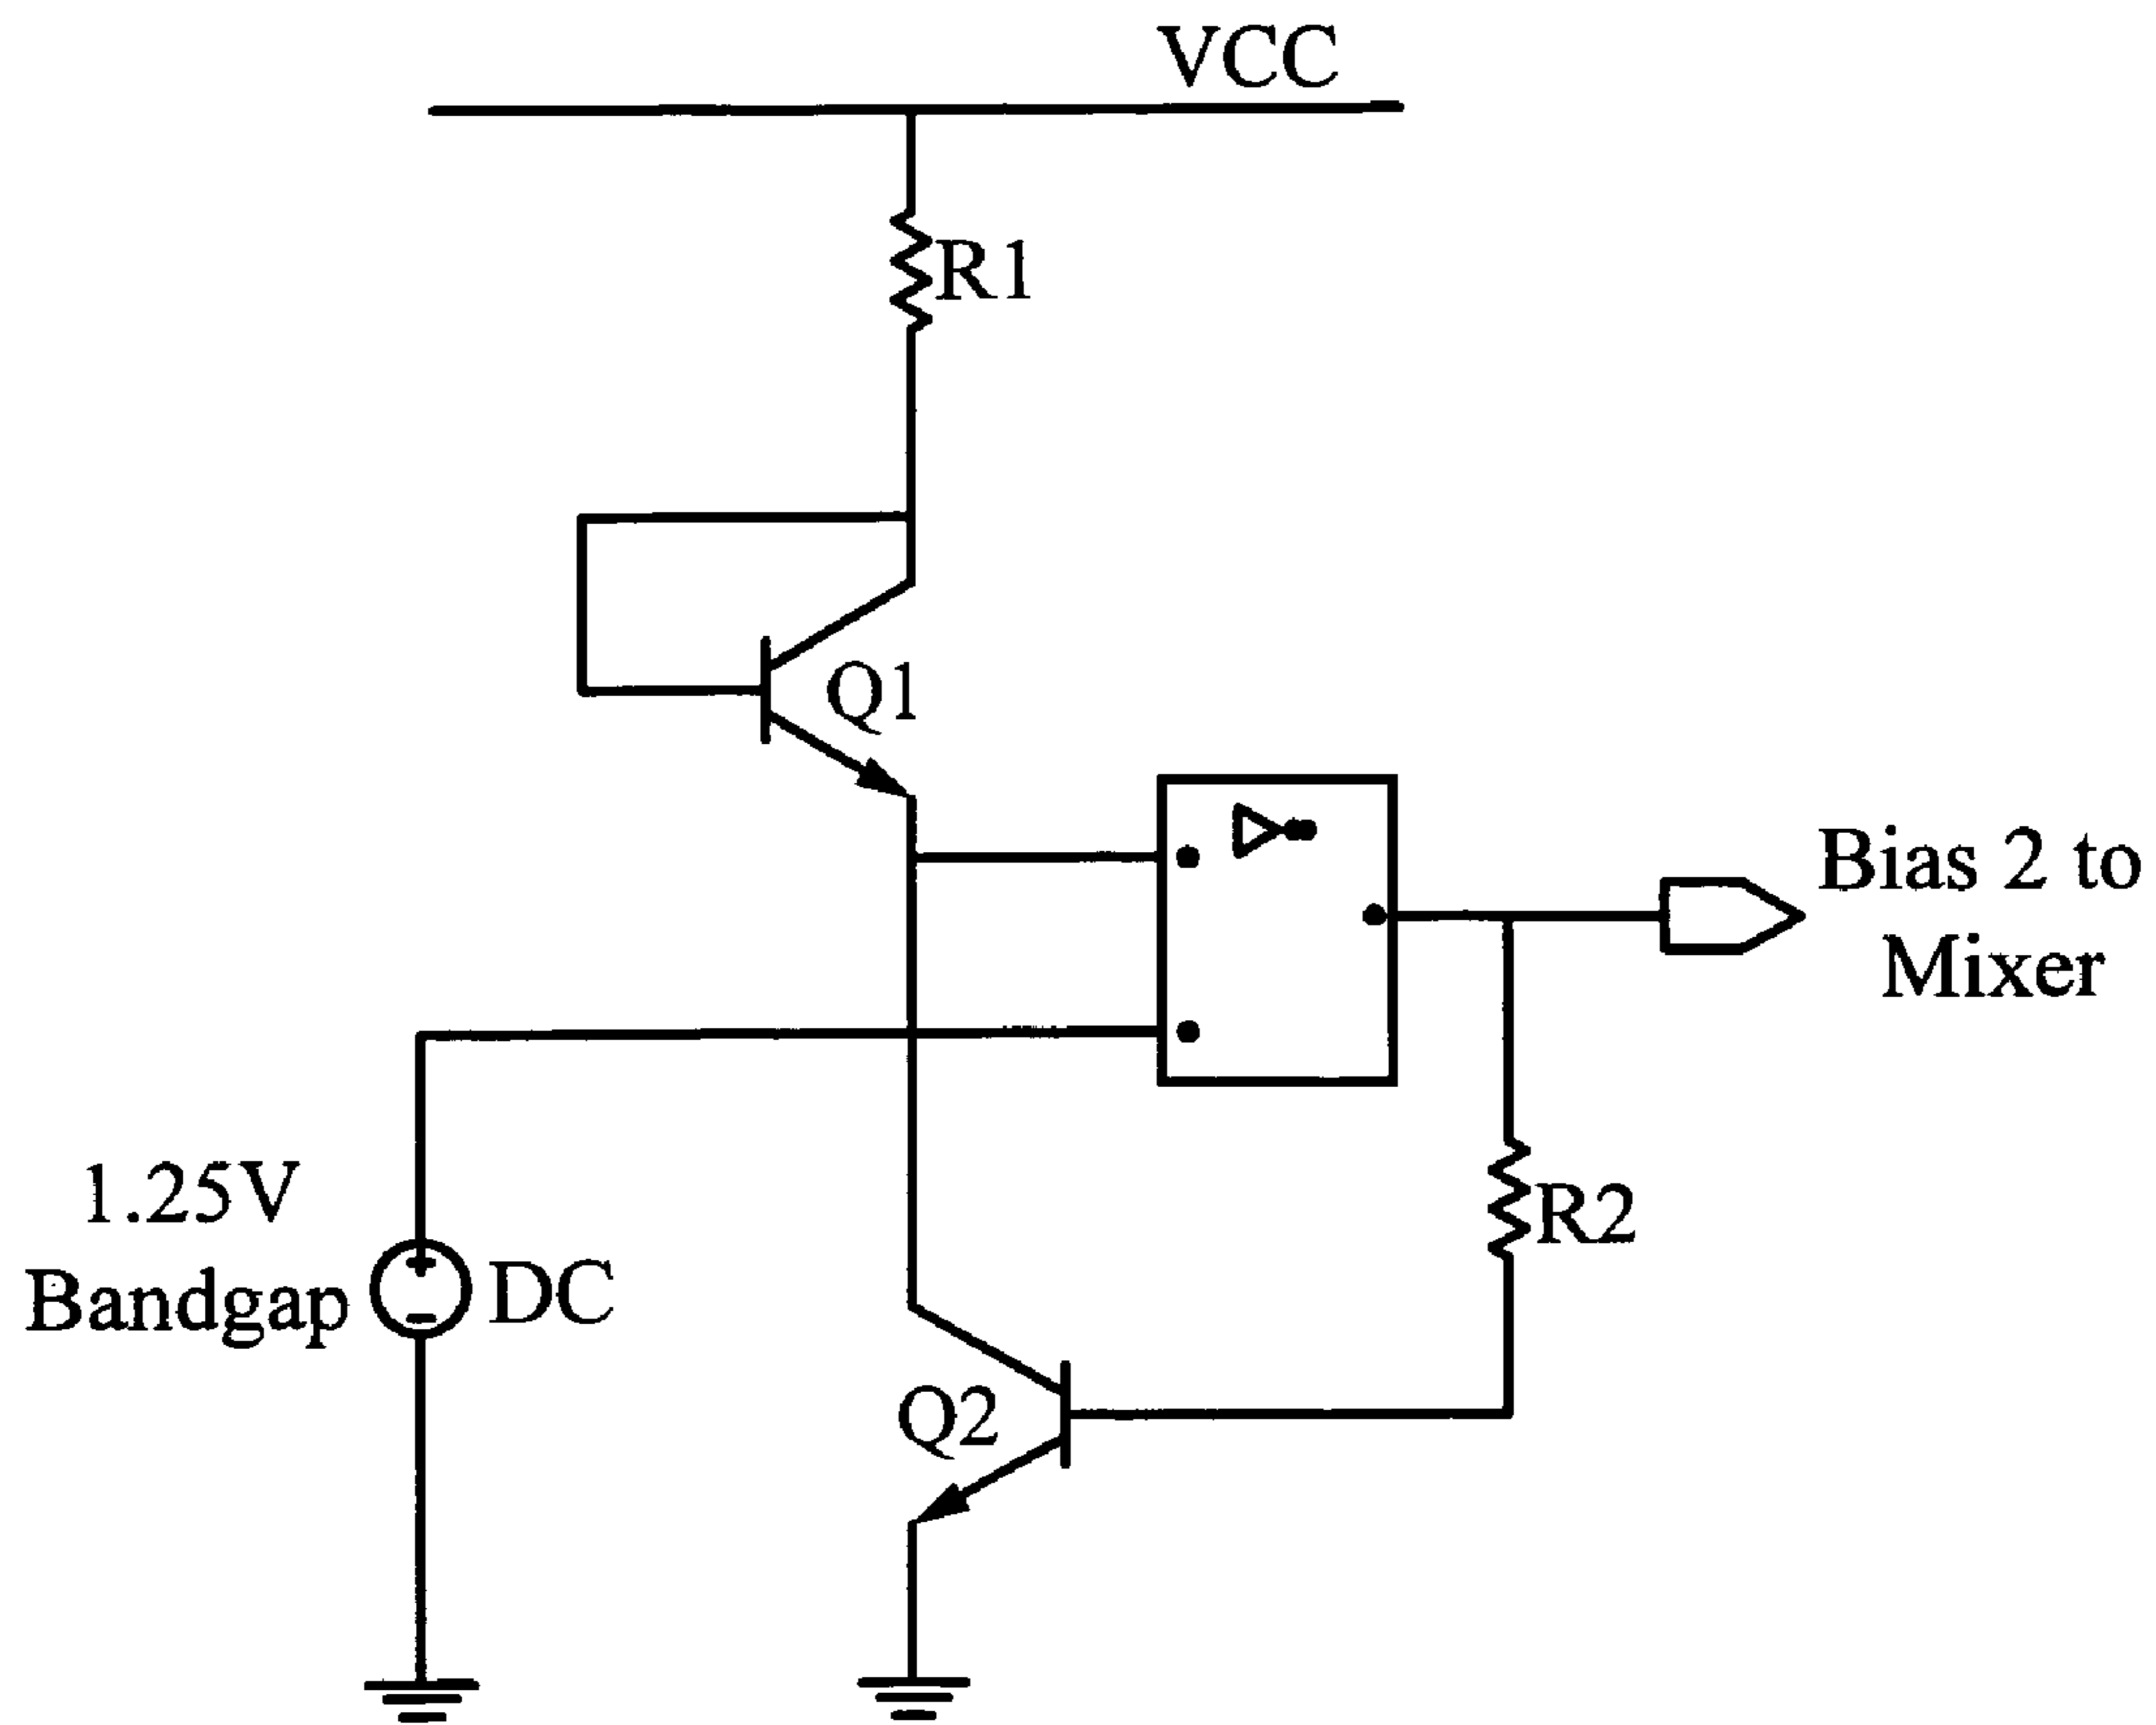 VCC
R1
Q1
Bias 2 to
Mixer
1.25V
Bandgap
DC
R2
Q2